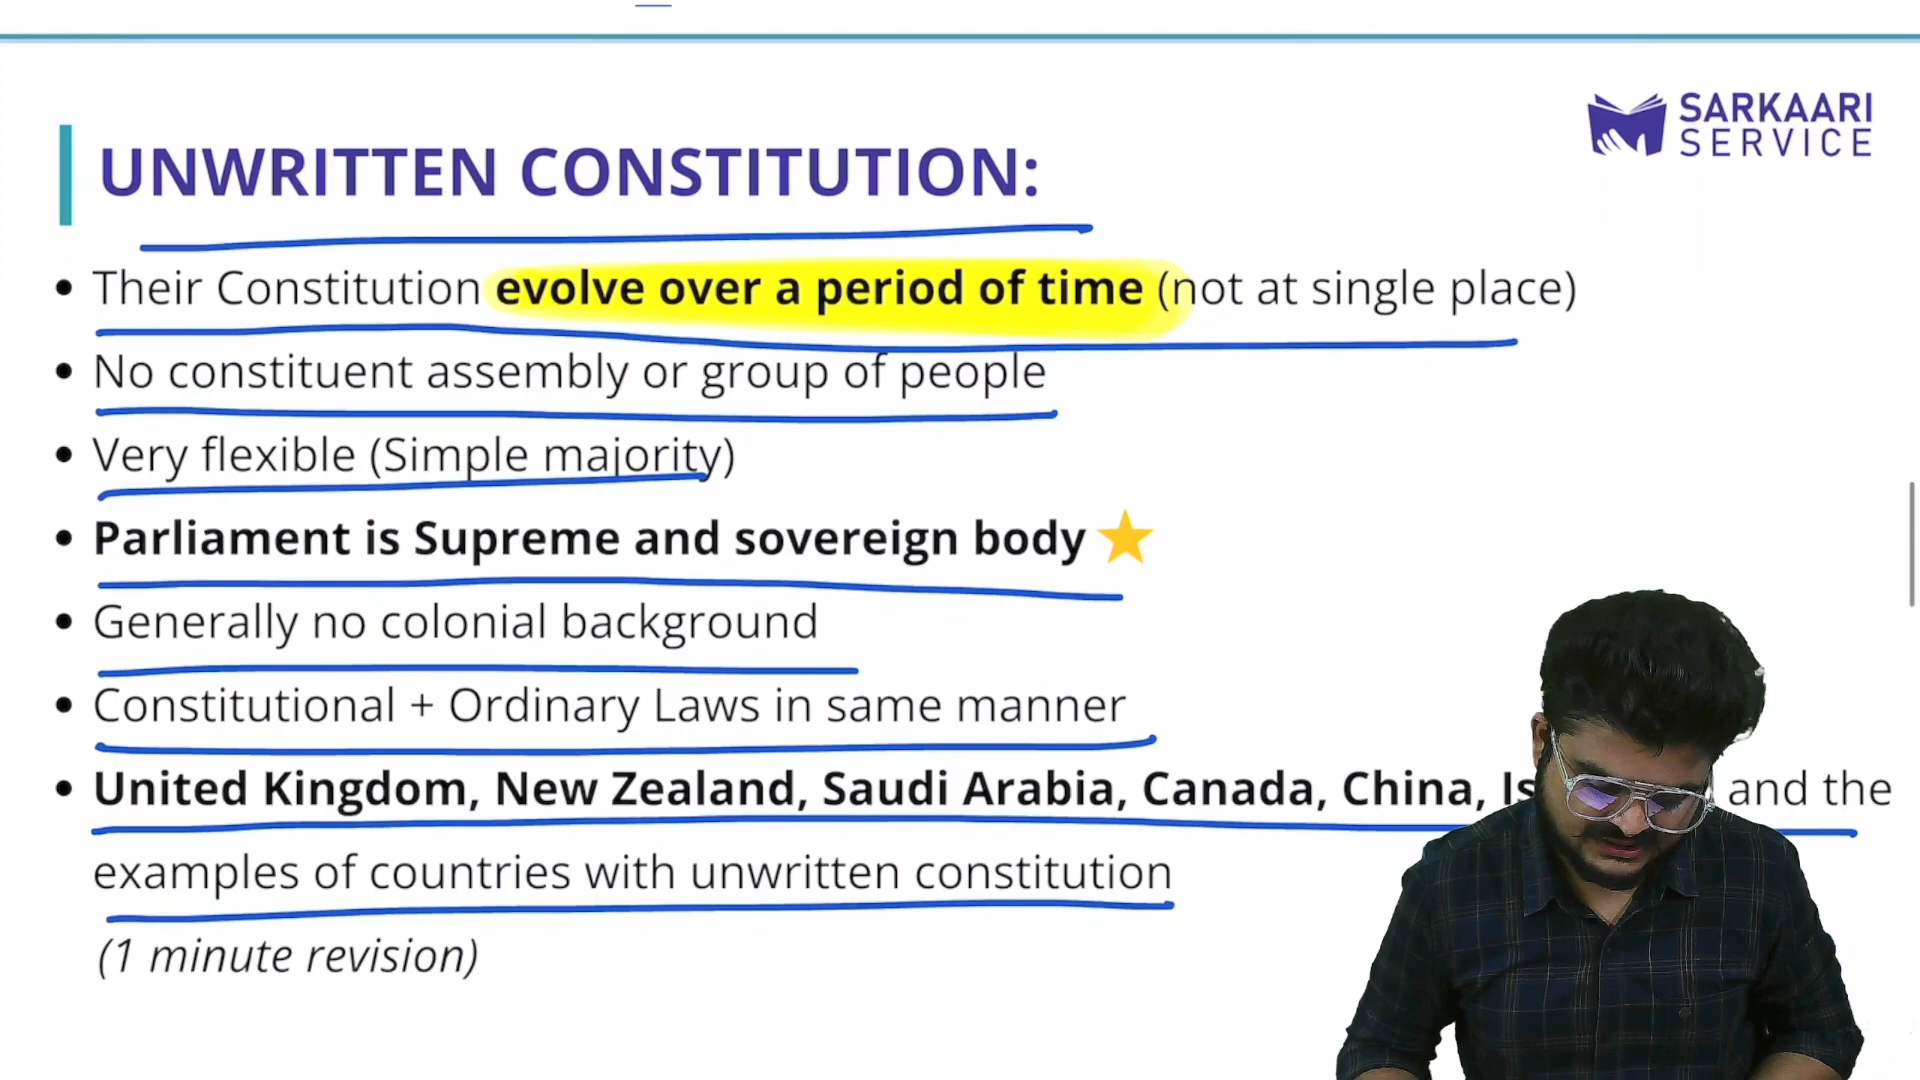 SARKAARI
SERVICE
UNWRITTEN CONSTITUTION:
• Their Constitution evolve over a period of time (not at single place)
• No constituent assembly or group of people
• Very flexible (Simple majority)
• Parliament is Supreme and sovereign body
• Generally no colonial background
• Constitutional + Ordinary Laws in same manner
• United Kingdom, New Zealand, Saudi Arabia, Canada, China, and the
examples of countries with unwritten constitution
(1 minute revision)